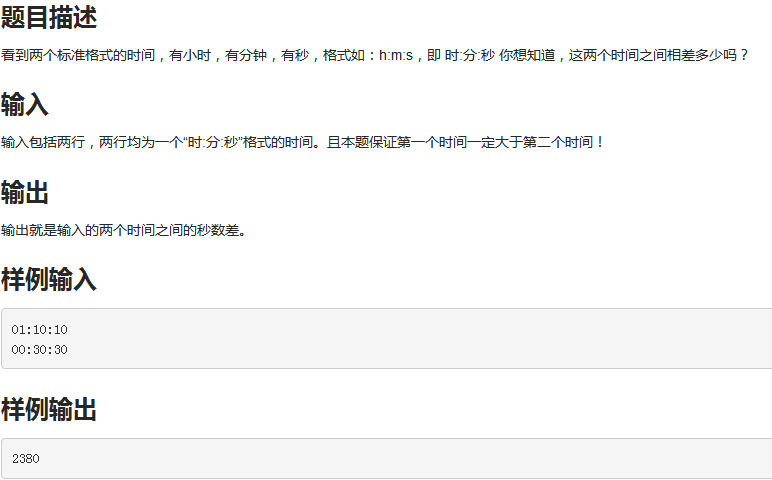 题目描述
看到两个标准格式的时间，有小时，有分钟，有秒，格式如：h:m:s，即 时:分:秒 你想知道，这两个时间之间相差多少吗？
输入
输入包括两行，两行均为一个“时:分:秒”格式的时间。且本题保证第一个时间一定大于第二个时间！
输出
输出就是输入的两个时间之间的秒数差。
样例输入
01:10:10
00:30:30
样例输出
2380